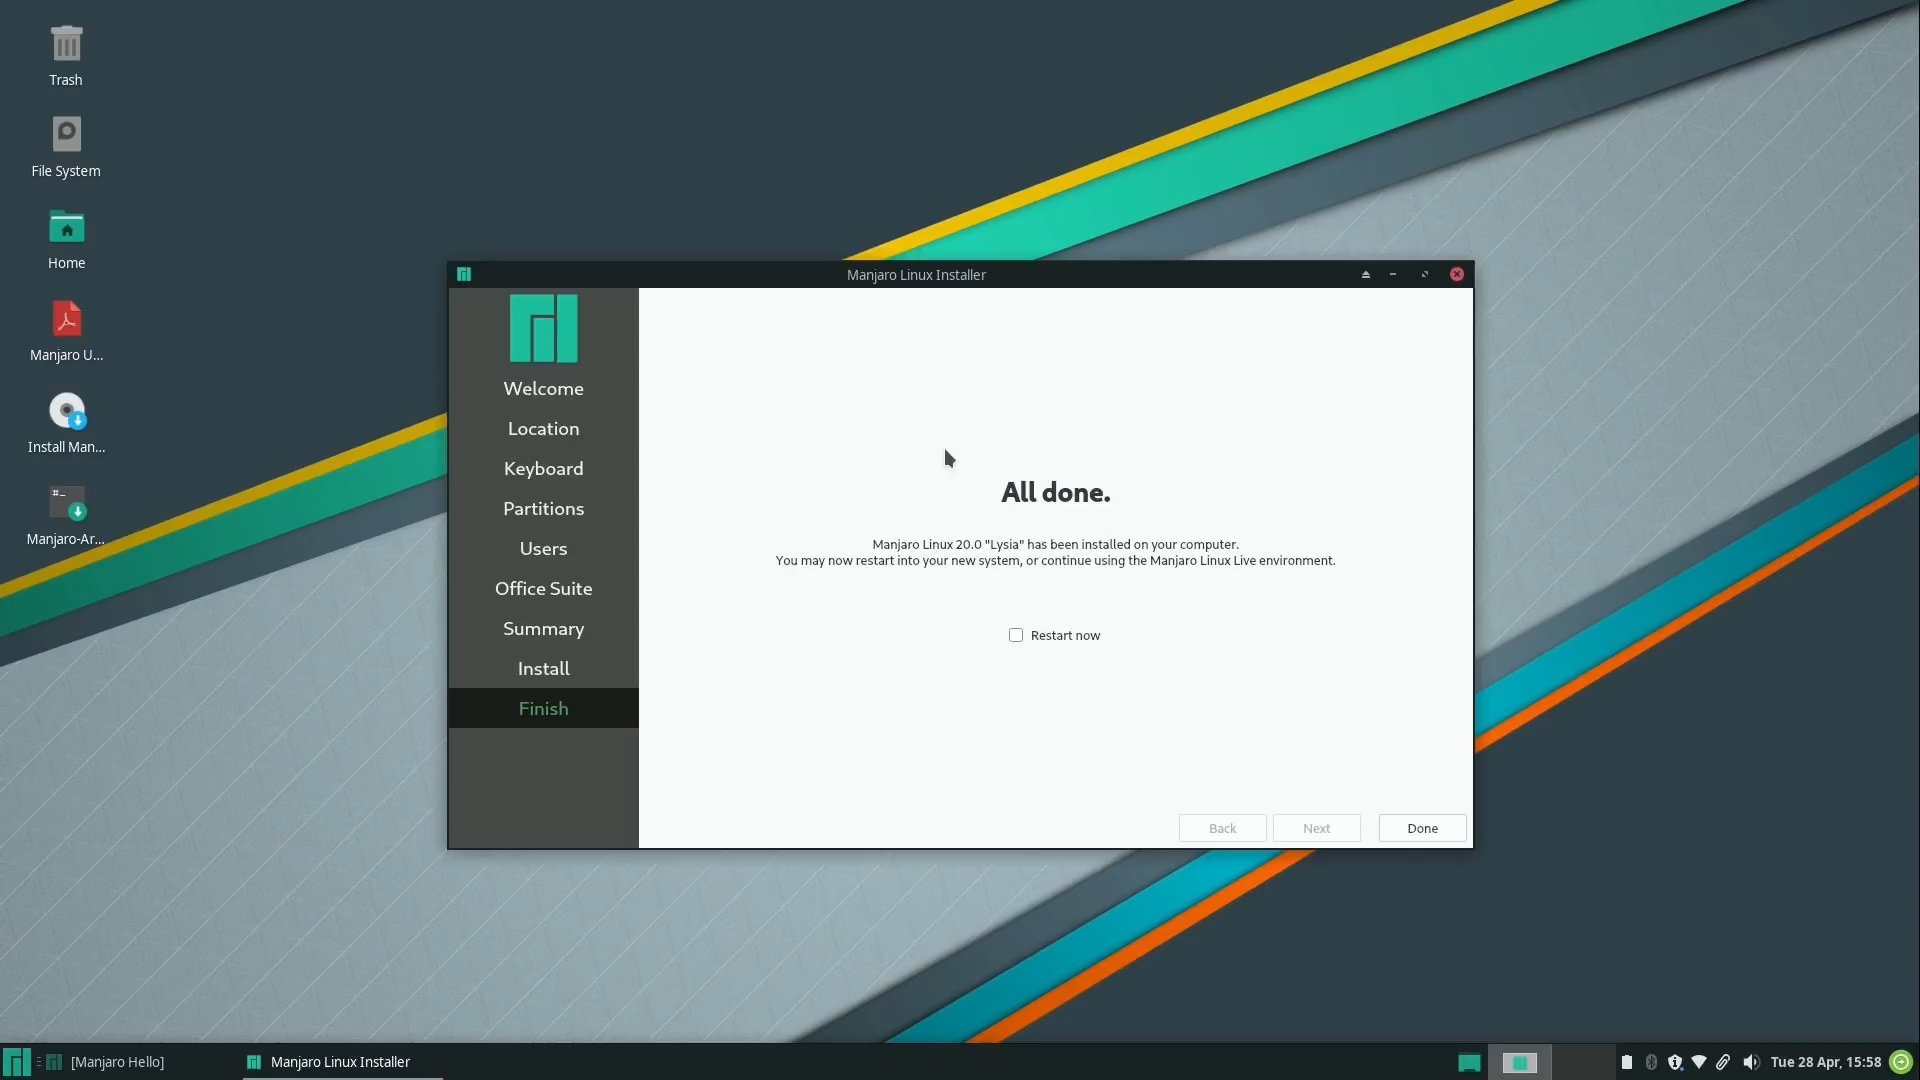 Trash
File System
Home
Manjaro U...
Install Man...
#_
Manjaro-Ar...
Manjaro Linux Installer
Welcome
Location
Keyboard
Partitions
Users
Office Suite
Summary
Install
Finish
All done.
Manjaro Linux 20.0 "Lysia" has been installed on your computer.
You may now restart into your new system, or continue using the Manjaro Linux Live environment.
Restart now
Back
Next
Done
[Manjaro Hello]
Manjaro Linux Installer
Tue 28 Apr, 15:58